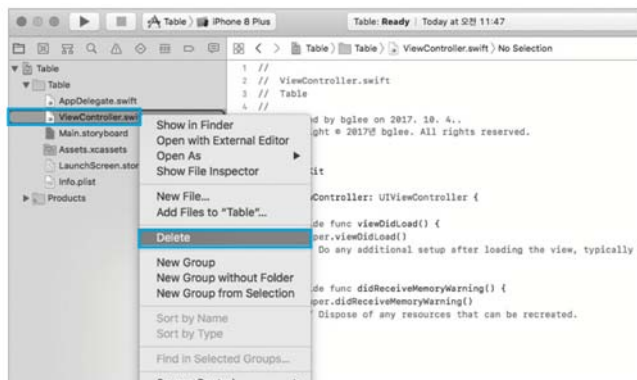 Table
iPhone 8 Plus
Table: Ready | Today at 오전 11:47
Table
Table
ViewController.swift
No Selection
Table
Table
AppDelegate.swift
ViewController.swi
Main.storyboard
Assets.xcassets
LaunchScreen.stor
Info.plist
Products
Show in Finder
Open with External Editor
Open As
Show File Inspector
New File...
Add Files to "Table"...
Delete
New Group
New Group without Folder
New Group from Selection
Sort by Name
Sort by Type
Find in Selected Groups...
1 //
2 // ViewController.swift
3 // Table
4 //
d by bglee on 2017. 10. 4..
ght © 2017년 bglee. All rights reserved.
Kit
Controller: UIViewController {
de func viewDidLoad() {
per.viewDidLoad()
Do any additional setup after loading the view, typically
de func didReceiveMemoryWarning() {
per.didReceiveMemoryWarning()
Dispose of any resources that can be recreated.